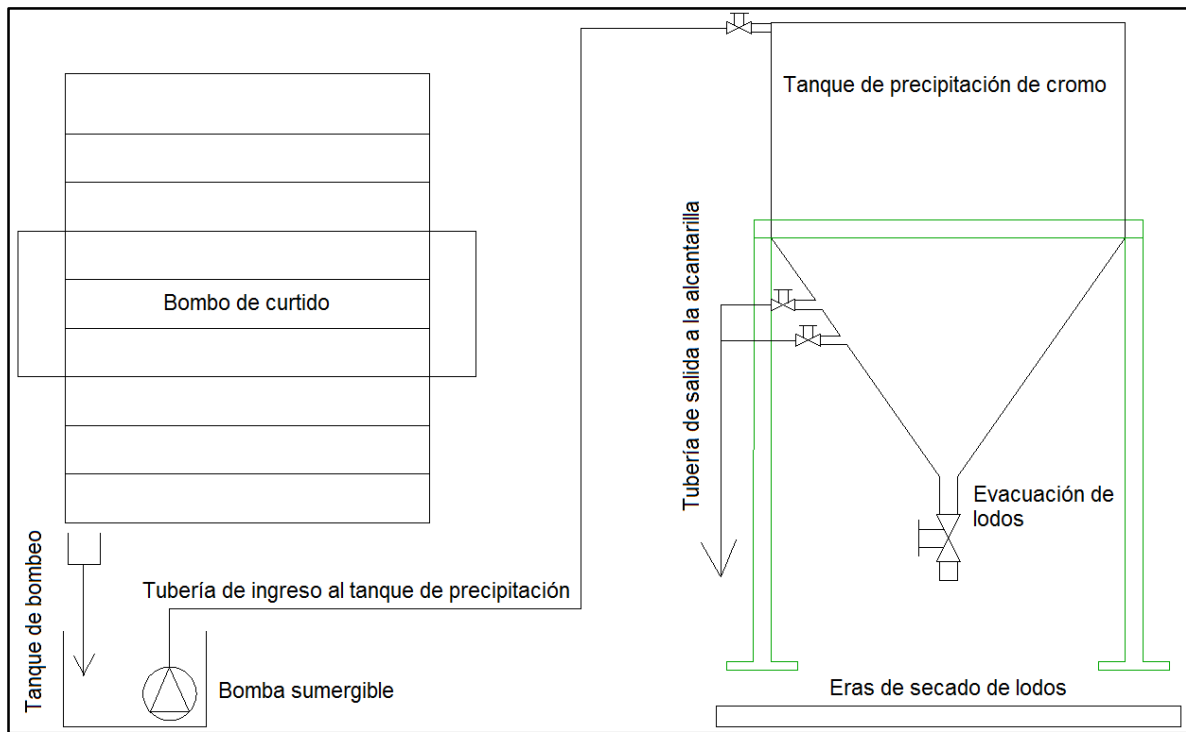 Tanque de precipitación de cromo
Bombo de curtido
Tubería de salida a la alcantarilla
Evacuación de
lodos
Tanque de bombeo
Tubería de ingreso al tanque de precipitación
Bomba sumergible
Eras de secado de lodos